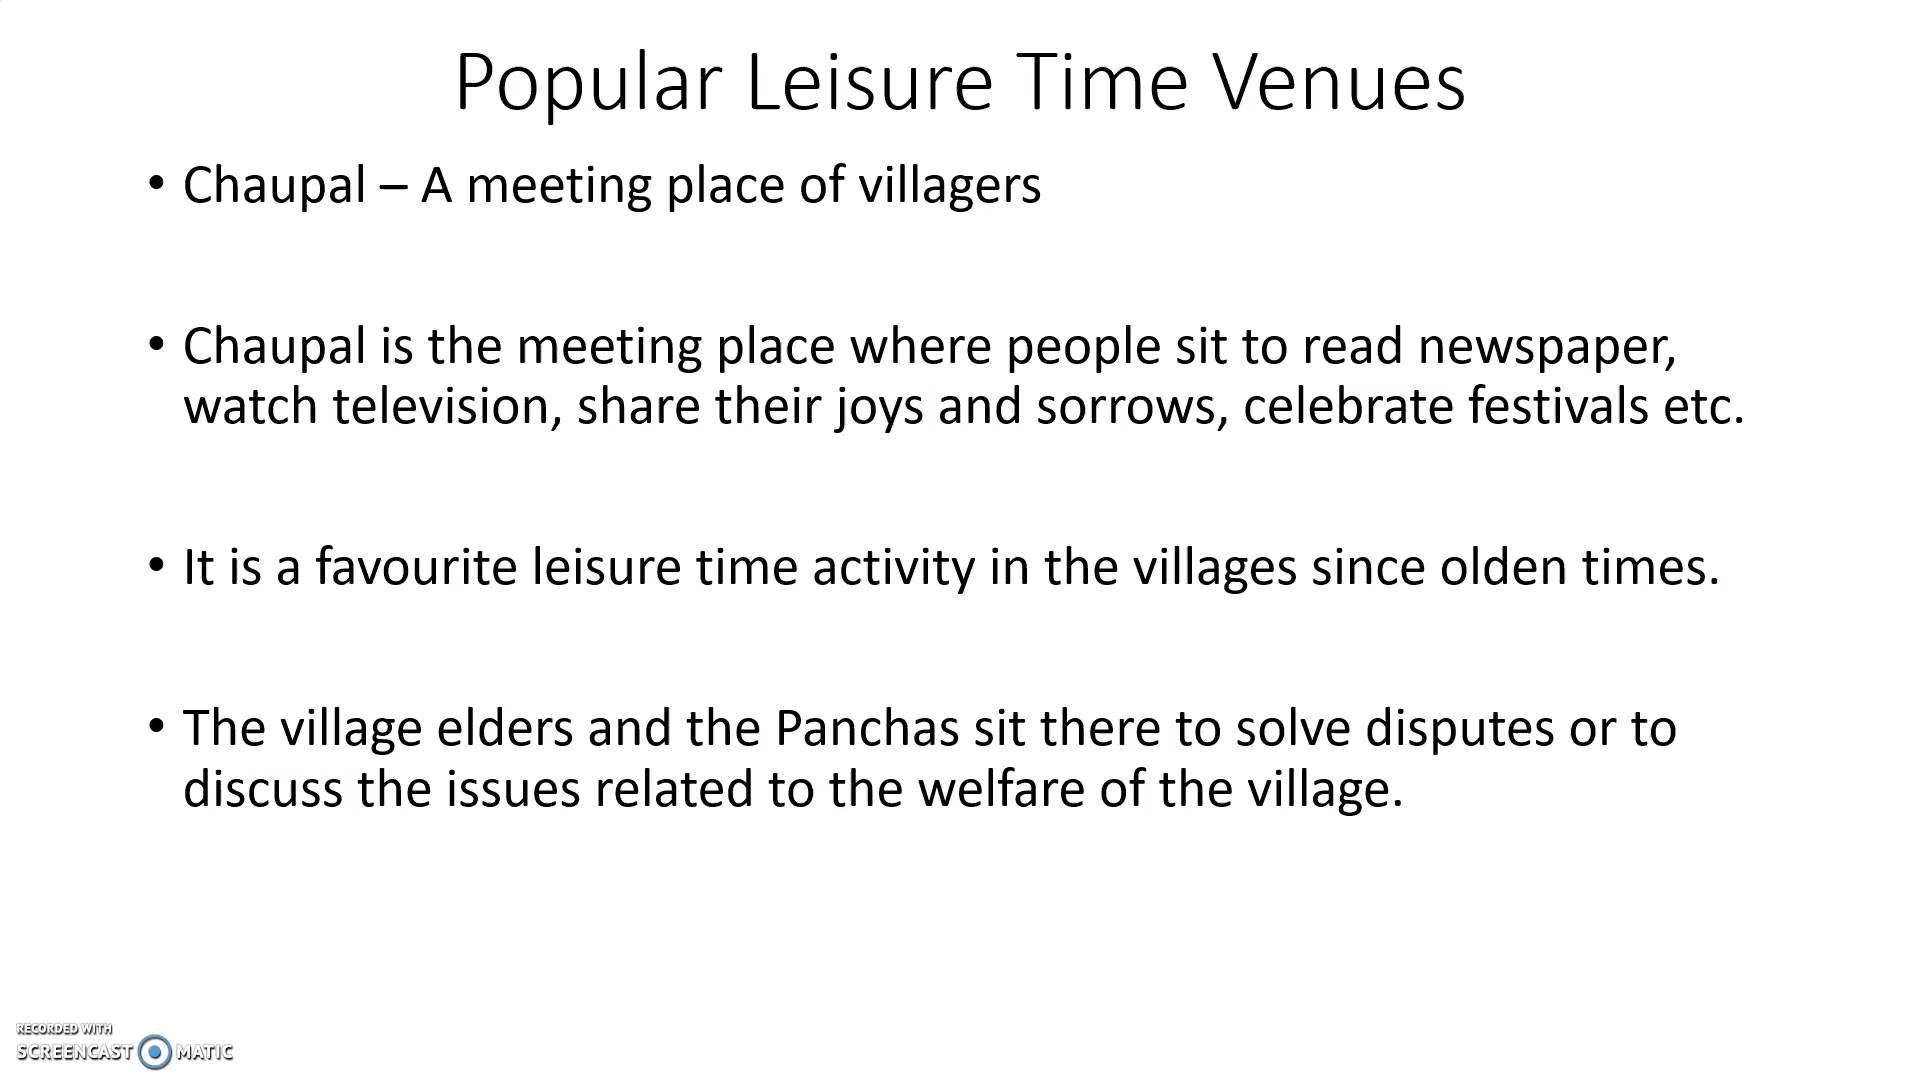 Popular Leisure Time Venues
• Chaupal – A meeting place of villagers
• Chaupal is the meeting place where people sit to read newspaper,
watch television, share their joys and sorrows, celebrate festivals etc.
• It is a favourite leisure time activity in the villages since olden times.
• The village elders and the Panchas sit there to solve disputes or to
discuss the issues related to the welfare of the village.
RECORDED WITH
SCREENCAST MATIC